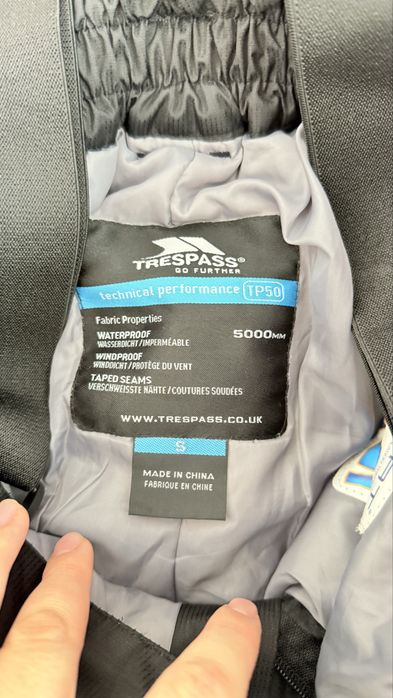 TRESPASS®
GO FURTHER
technical performance TP50
Fabric Properties
WATERPROOF 5000MM
WASSERDICHT/IMPERMÉABLE
WINDPROOF
WINDDICHT/PROTÈGE DU VENT
TAPED SEAMS
VERSCHWEISSTE NÄHTE/COUTURES SOUDÉES
WWW.TRESPASS.CO.UK
S
MADE IN CHINA
FABRIQUE EN CHINE